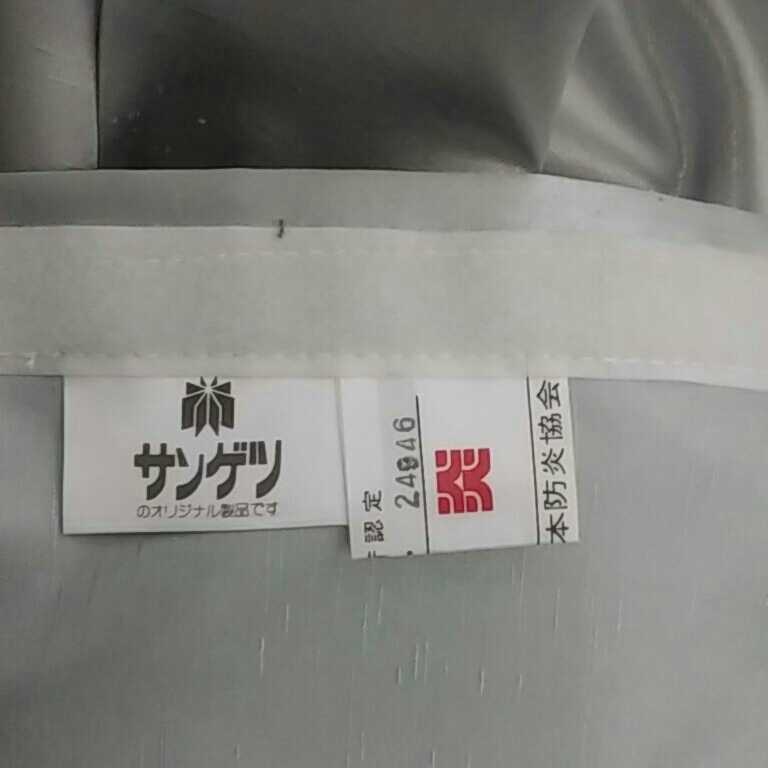 サンゲツ
のオリジナル製品です
認定
24946
炎
本防炎協会